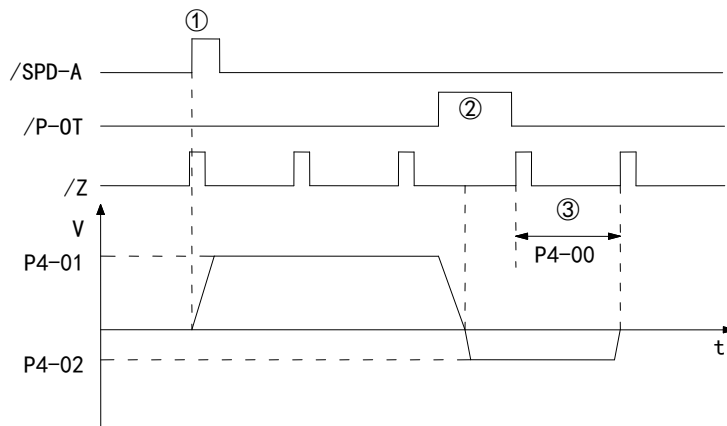 ①
/SPD-A
②
/P-OT
/Z
③
V
P4-00
P4-01
t
P4-02